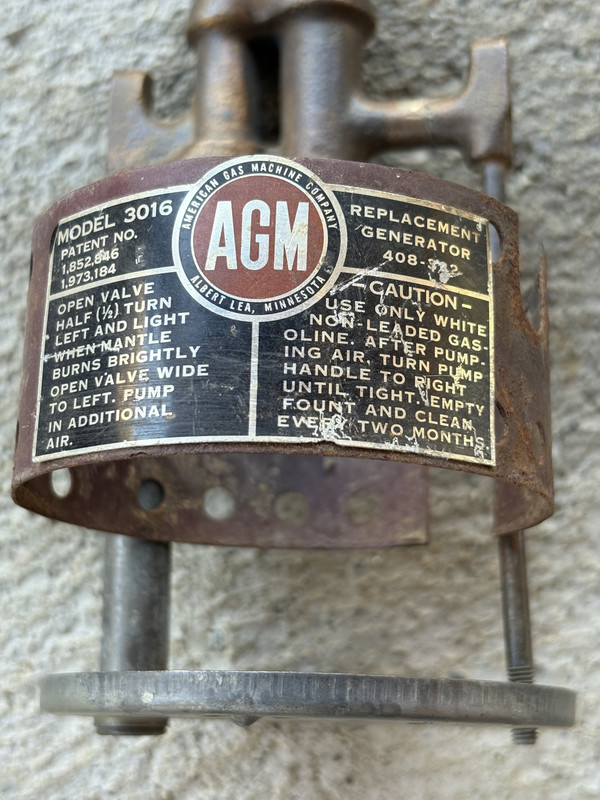 MODEL 3016
PATENT NO.
1,852,846
1,973,184
AMERICAN GAS MACHINE COMPANY
AGM
ALBERT LEA, MINNESOTA
REPLACEMENT
GENERATOR
OPEN VALVE
HALF (½) TURN
LEFT AND LIGHT
WHEN MANTLE
BURNS BRIGHTLY
OPEN VALVE WIDE
TO LEFT. PUMP
IN ADDITIONAL
AIR.
-CAUTION-
USE ONLY WHITE
NON-LEADED GAS-
OLINE. AFTER PUMP-
ING AIR, TURN PUMP
HANDLE TO RIGHT
UNTIL TIGHT. EMPTY
FOUNT AND CLEAN
EVERY TWO MONTHS.